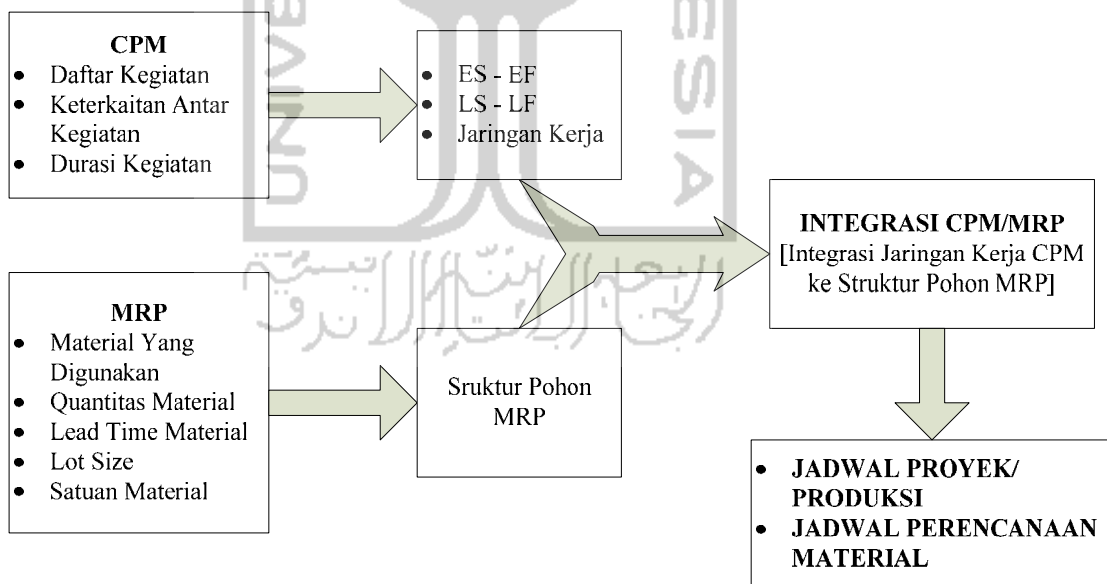 CPM
• Daftar Kegiatan
• Keterkaitan Antar
Kegiatan
• Durasi Kegiatan
• ES - EF
• LS - LF
• Jaringan Kerja
MRP
• Material Yang
Digunakan
• Quantitas Material
• Lead Time Material
• Lot Size
• Satuan Material
Sruktur Pohon
MRP
INTEGRASI CPM/MRP
[Integrasi Jaringan Kerja CPM
ke Struktur Pohon MRP]
• JADWAL PROYEK/
PRODUKSI
• JADWAL PERENCANAAN
MATERIAL
ESIA